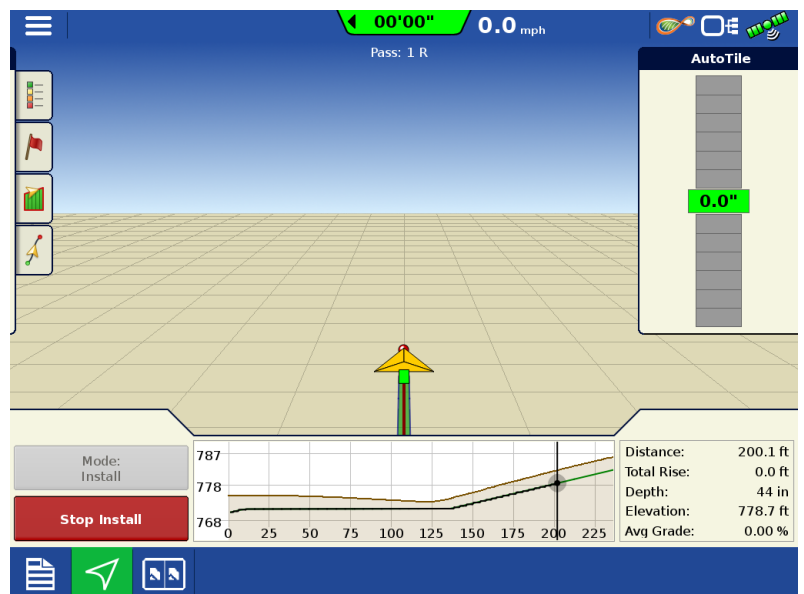 00'00"
0.0 mph
Pass: 1 R
AutoTile
0.0"
Mode:
Install
Stop Install
787
778
768
0 25 50 75 100 125 150 175 200 225
Distance: 200.1 ft
Total Rise: 0.0 ft
Depth: 44 in
Elevation: 778.7 ft
Avg Grade: 0.00 %